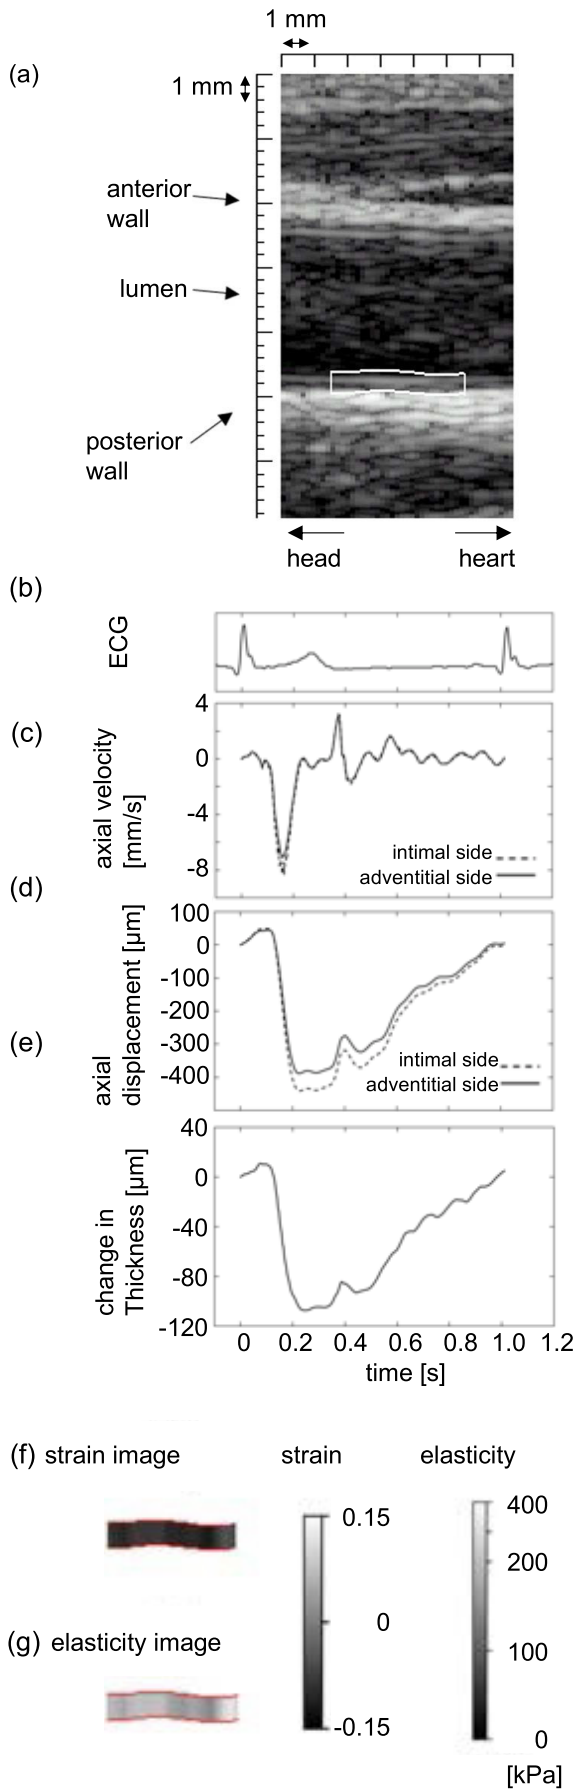 1 mm
(a)
1 mm
anterior
wall
lumen
posterior
wall
head
heart
(b)
ECG
(c)
axial velocity
[mm/s]
4
0
-4
-8
intimal side
adventitial side
(d)
axial
displacement [μm]
100
0
-100
-200
-300
-400
intimal side
adventitial side
(e)
change in
Thickness [μm]
40
0
-40
-80
-120
0 0.2 0.4 0.6 0.8 1.0 1.2
time [s]
(f) strain image
strain
elasticity
0.15
0
-0.15
400
200
100
0
[kPa]
(g) elasticity image